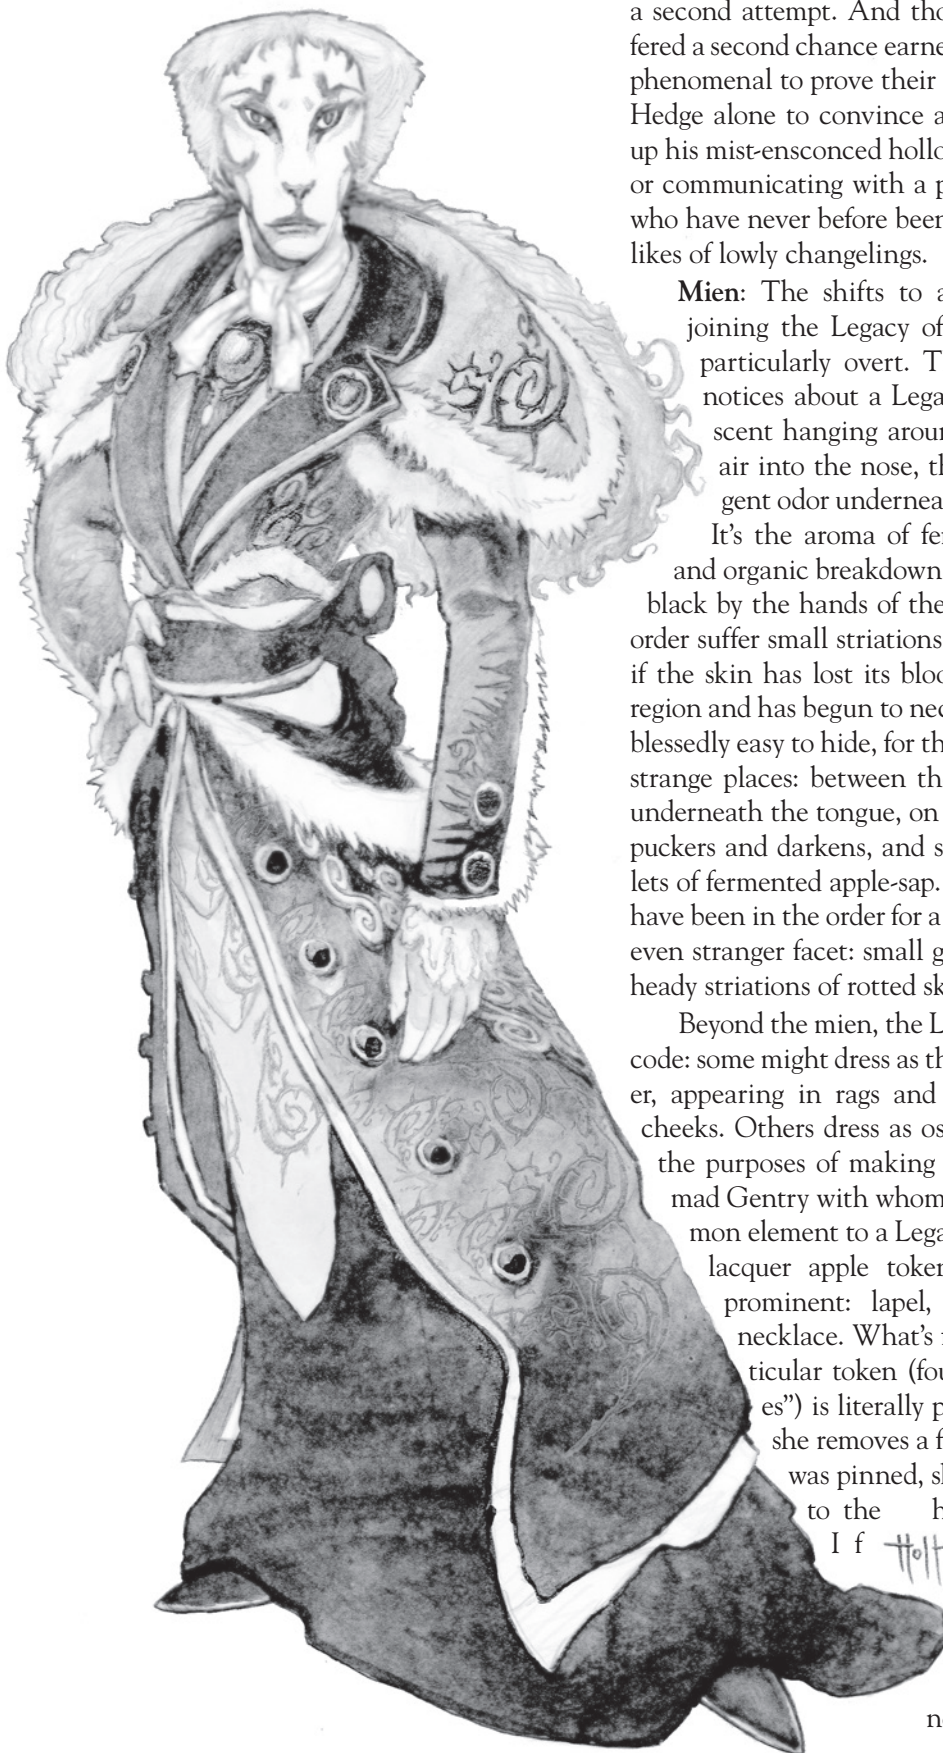 a second attempt. And tho
fered a second chance earne
phenomenal to prove their
Hedge alone to convince a
up his mist-ensconced hollo
or communicating with a p
who have never before been
likes of lowly changelings.
Mien: The shifts to a
joining the Legacy of
particularly overt. T
notices about a Lega
scent hanging aroun
air into the nose, th
gent odor undernea
It's the aroma of fer
and organic breakdown
black by the hands of the
order suffer small striations
if the skin has lost its bloo
region and has begun to nec
blessedly easy to hide, for th
strange places: between th
underneath the tongue, on
puckers and darkens, and s
lets of fermented apple-sap.
have been in the order for a
even stranger facet: small g
heady striations of rotted sk
Beyond the mien, the L
code: some might dress as th
er, appearing in rags and
cheeks. Others dress as os
the purposes of making
mad Gentry with whom
mon element to a Lega
lacquer apple token
prominent: lapel,
necklace. What's
ticular token (fou
es”) is literally p
she removes a f
was pinned, sh
to the h
I f
ne